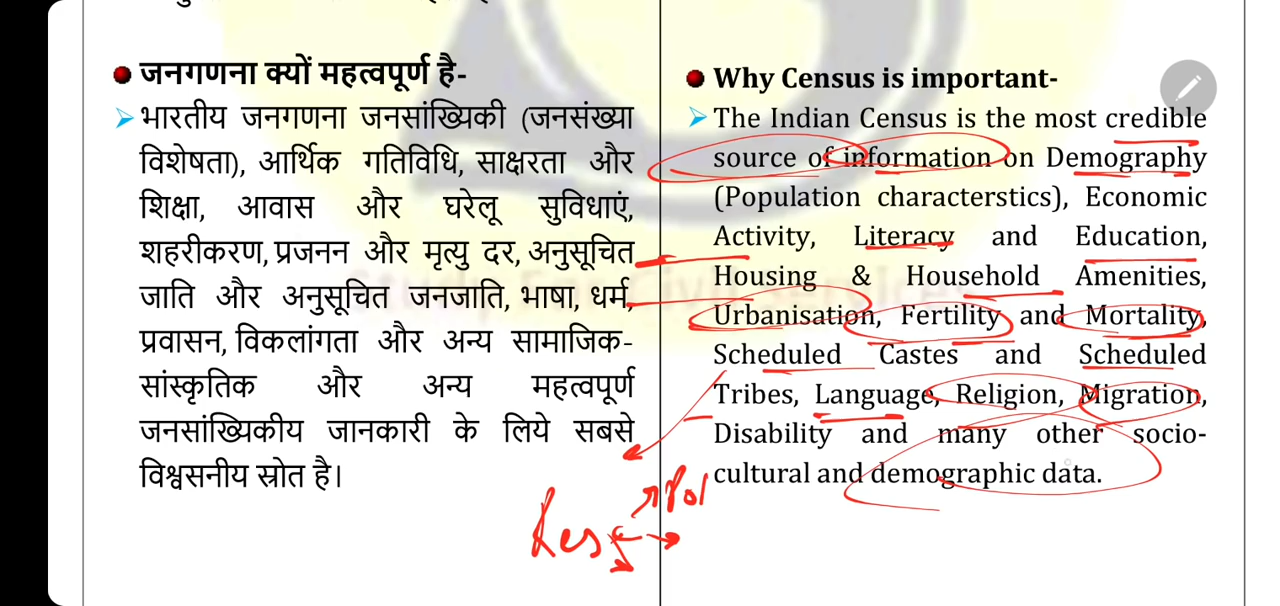 जनगणना क्यों महत्वपूर्ण है-
भारतीय जनगणना जनसांख्यिकी (जनसंख्या
विशेषता), आर्थिक गतिविधि, साक्षरता और
शिक्षा, आवास और घरेलू सुविधाएं,
शहरीकरण, प्रजनन और मृत्यु दर, अनुसूचित
जाति और अनुसूचित जनजाति, भाषा, धर्म,
प्रवासन, विकलांगता और अन्य सामाजिक-
सांस्कृतिक और अन्य महत्वपूर्ण
जनसांख्यिकीय जानकारी के लिये सबसे
विश्वसनीय स्रोत है।
Why Census is important-
The Indian Census is the most credible
source of information on Demography
(Population characterstics), Economic
Activity, Literacy and Education,
Housing & Household Amenities,
Urbanisation, Fertility and Mortality,
Scheduled Castes and Scheduled
Tribes, Language, Religion, Migration,
Disability and many other socio-
cultural and demographic data.
Res
Pol